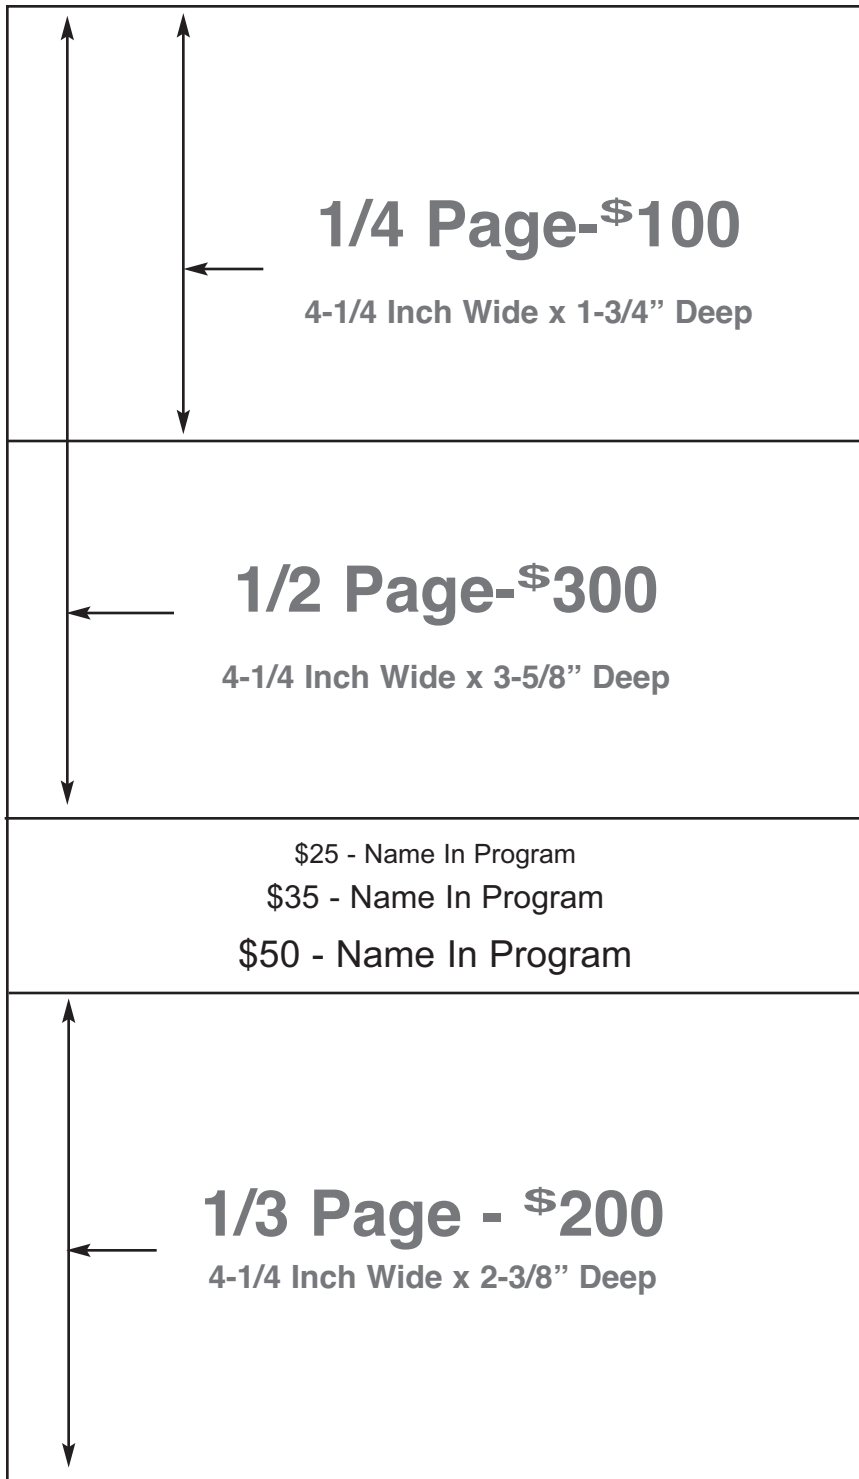 1/4 Page-$100
4-1/4 Inch Wide x 1-3/4” Deep
1/2 Page-$300
4-1/4 Inch Wide x 3-5/8” Deep
$25 - Name In Program
$35 - Name In Program
$50 - Name In Program
1/3 Page - $200
4-1/4 Inch Wide x 2-3/8” Deep